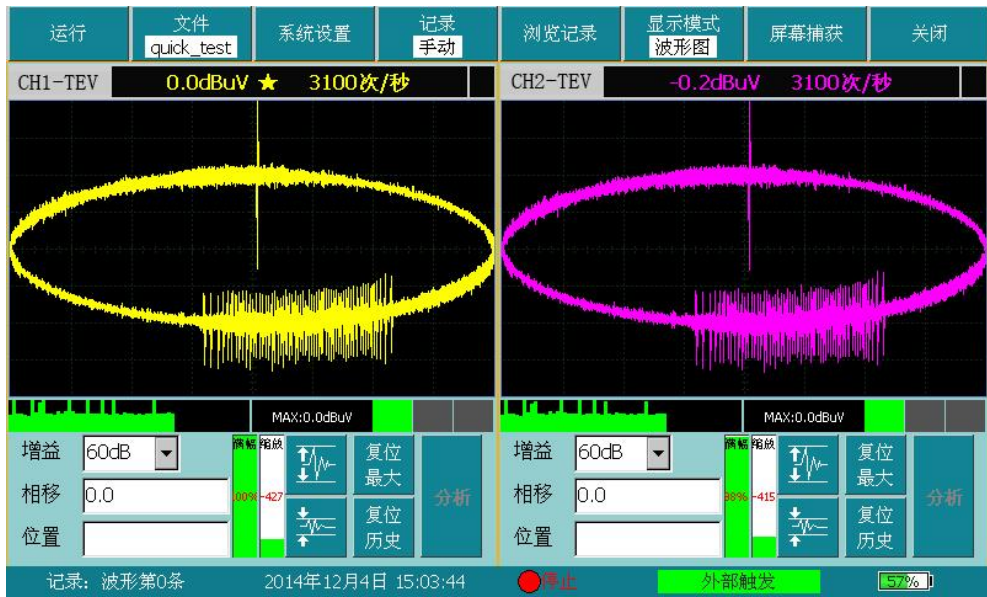 运行
文件
quick_test
系统设置
记录
手动
浏览记录
显示模式
波形图
屏幕捕获
关闭
CH1-TEV 0.0dBuV ★ 3100次/秒
CH2-TEV -0.2dBuV 3100次/秒
MAX:0.0dBuV
MAX:0.0dBuV
增益 60dB
满幅 缩放
复位
最大
相移 0.0
-427
分析
位置
复位
历史
增益 60dB
满幅 缩放
复位
最大
相移 0.0
98% -415
分析
位置
复位
历史
记录: 波形第0条 2014年12月4日 15:03:44 停止 外部触发 57%